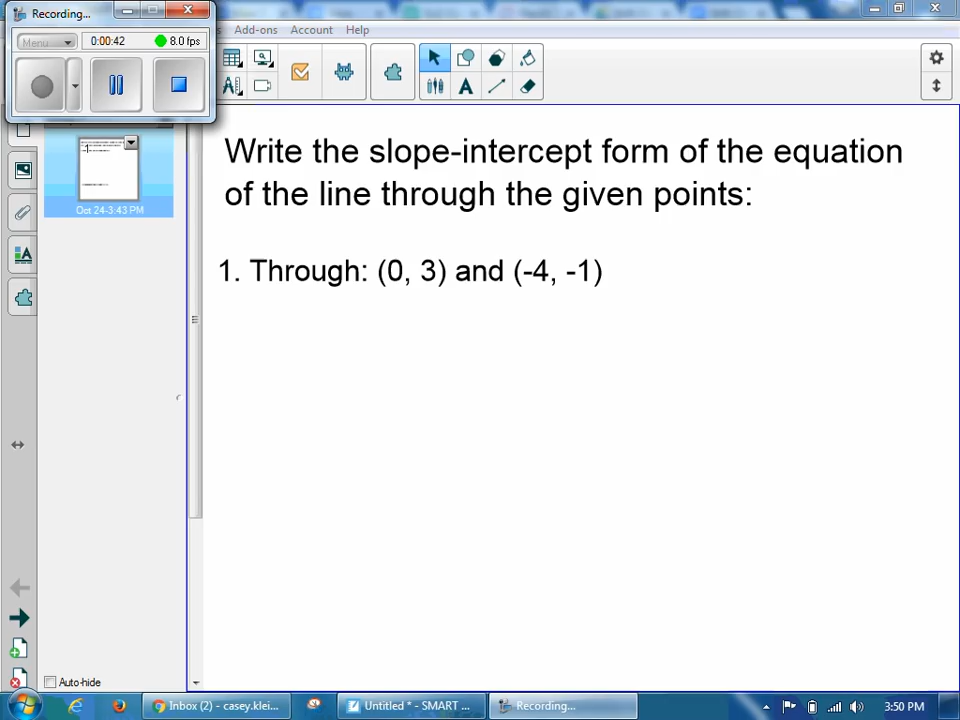 Recording...
Menu
0:00:42
8.0 fps
Add-ons Account Help
Write the slope-intercept form of the equation
of the line through the given points:
1. Through: (0, 3) and (-4, -1)
Oct 24-3:43 PM
Auto-hide
Inbox (2) - casey.klei...
Untitled * - SMART ...
Recording...
3:50 PM